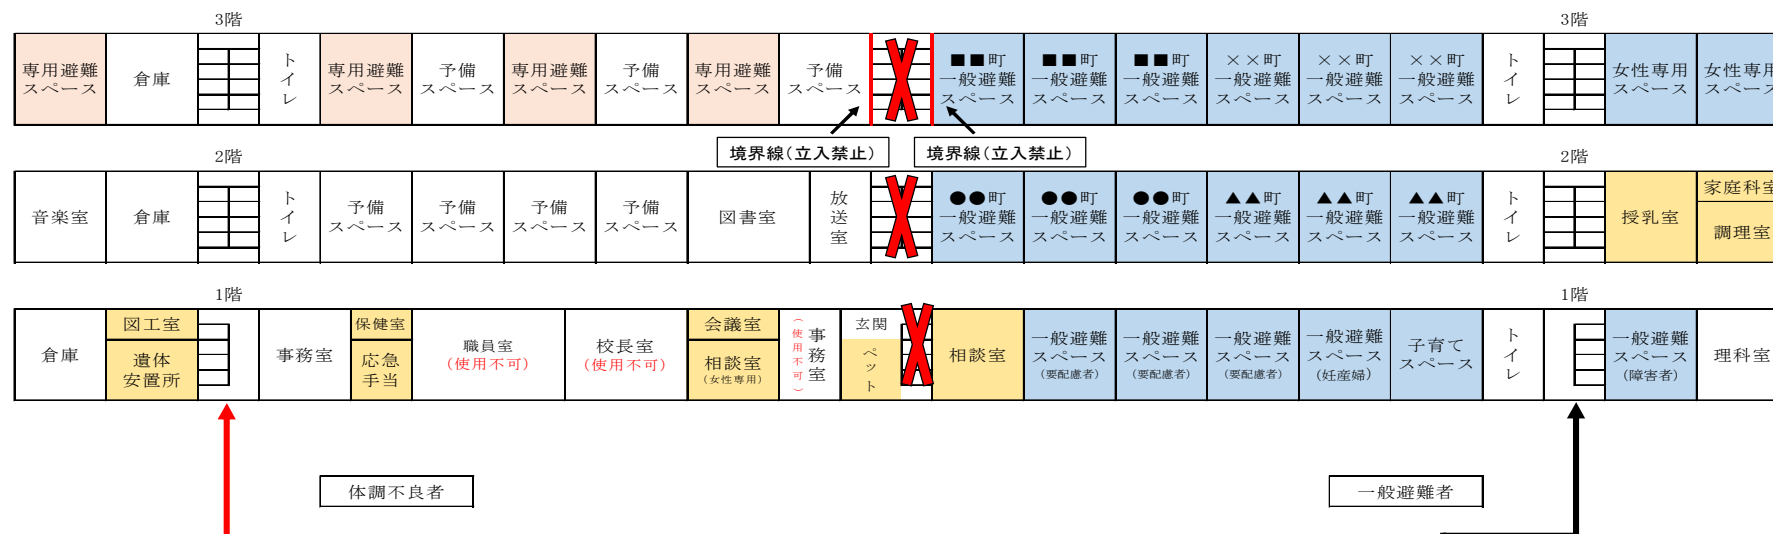 3階
3階
専用避難
スペース
倉庫
トイレ
専用避難
スペース
予備
スペース
専用避難
スペース
予備
スペース
専用避難
スペース
予備
スペース
■■町
一般避難
スペース
■■町
一般避難
スペース
■■町
一般避難
スペース
××町
一般避難
スペース
××町
一般避難
スペース
××町
一般避難
スペース
トイレ
女性専用
スペース
女性専用
スペース
境界線(立入禁止)
境界線(立入禁止)
2階
2階
音楽室
倉庫
トイレ
予備
スペース
予備
スペース
予備
スペース
予備
スペース
図書室
放送室
●●町
一般避難
スペース
●●町
一般避難
スペース
●●町
一般避難
スペース
▲▲町
一般避難
スペース
▲▲町
一般避難
スペース
▲▲町
一般避難
スペース
トイレ
授乳室
家庭科室
調理室
1階
1階
倉庫
図工室
遺体
安置所
事務室
保健室
応急
手当
職員室
(使用不可)
校長室
(使用不可)
会議室
相談室
(女性専用)
事務室
(使用不可)
玄関
ペット
相談室
一般避難
スペース
(要配慮者)
一般避難
スペース
(要配慮者)
一般避難
スペース
(要配慮者)
一般避難
スペース
(妊産婦)
子育て
スペース
トイレ
一般避難
スペース
(障害者)
理科室
体調不良者
一般避難者